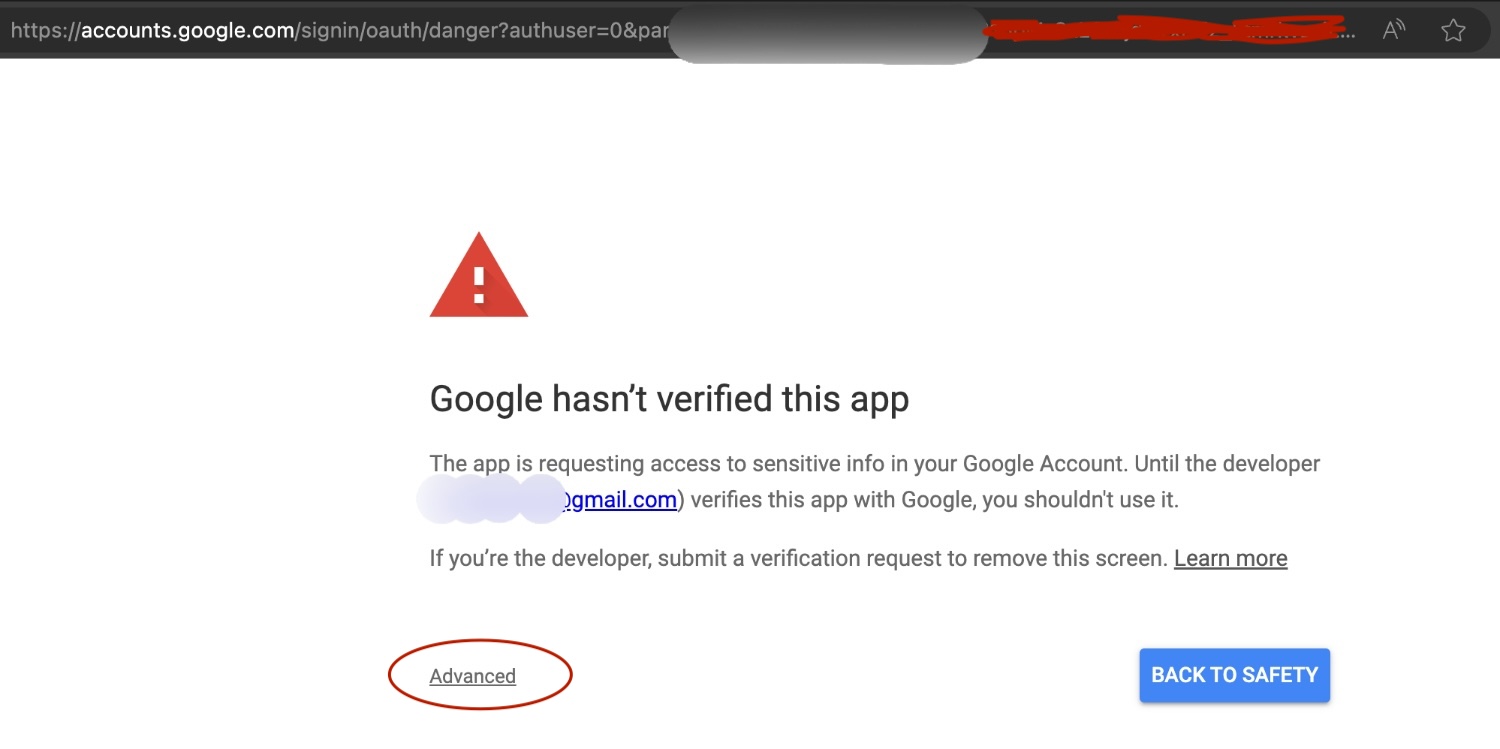 https://accounts.google.com/signin/oauth/danger?authuser=0&par
Google hasn’t verified this app
The app is requesting access to sensitive info in your Google Account. Until the developer
@gmail.com) verifies this app with Google, you shouldn't use it.
If you’re the developer, submit a verification request to remove this screen. Learn more
Advanced
BACK TO SAFETY